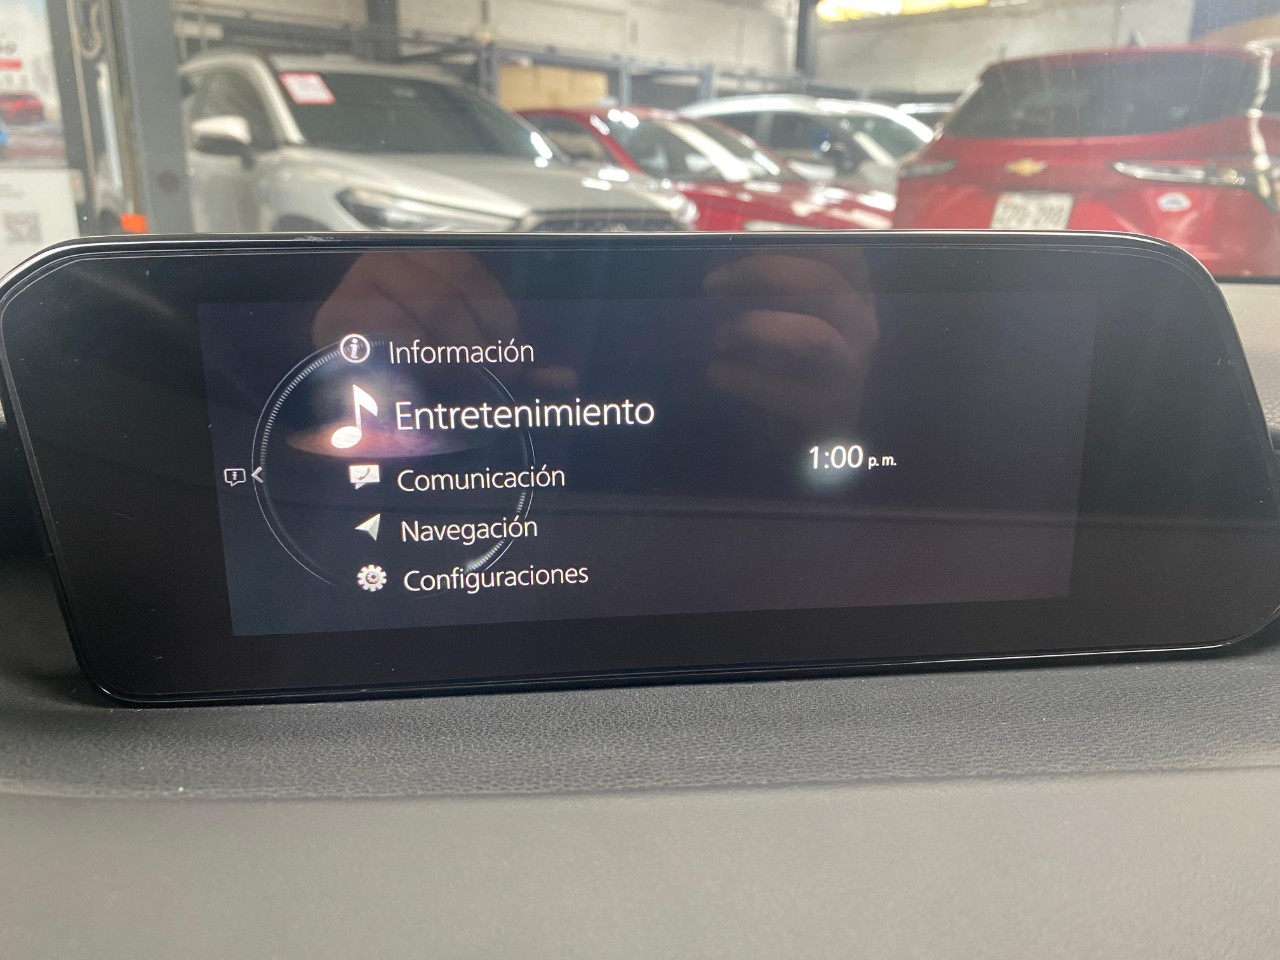 Información
Entretenimiento
Comunicación
Navegación
Configuraciones
1:00 p.m.